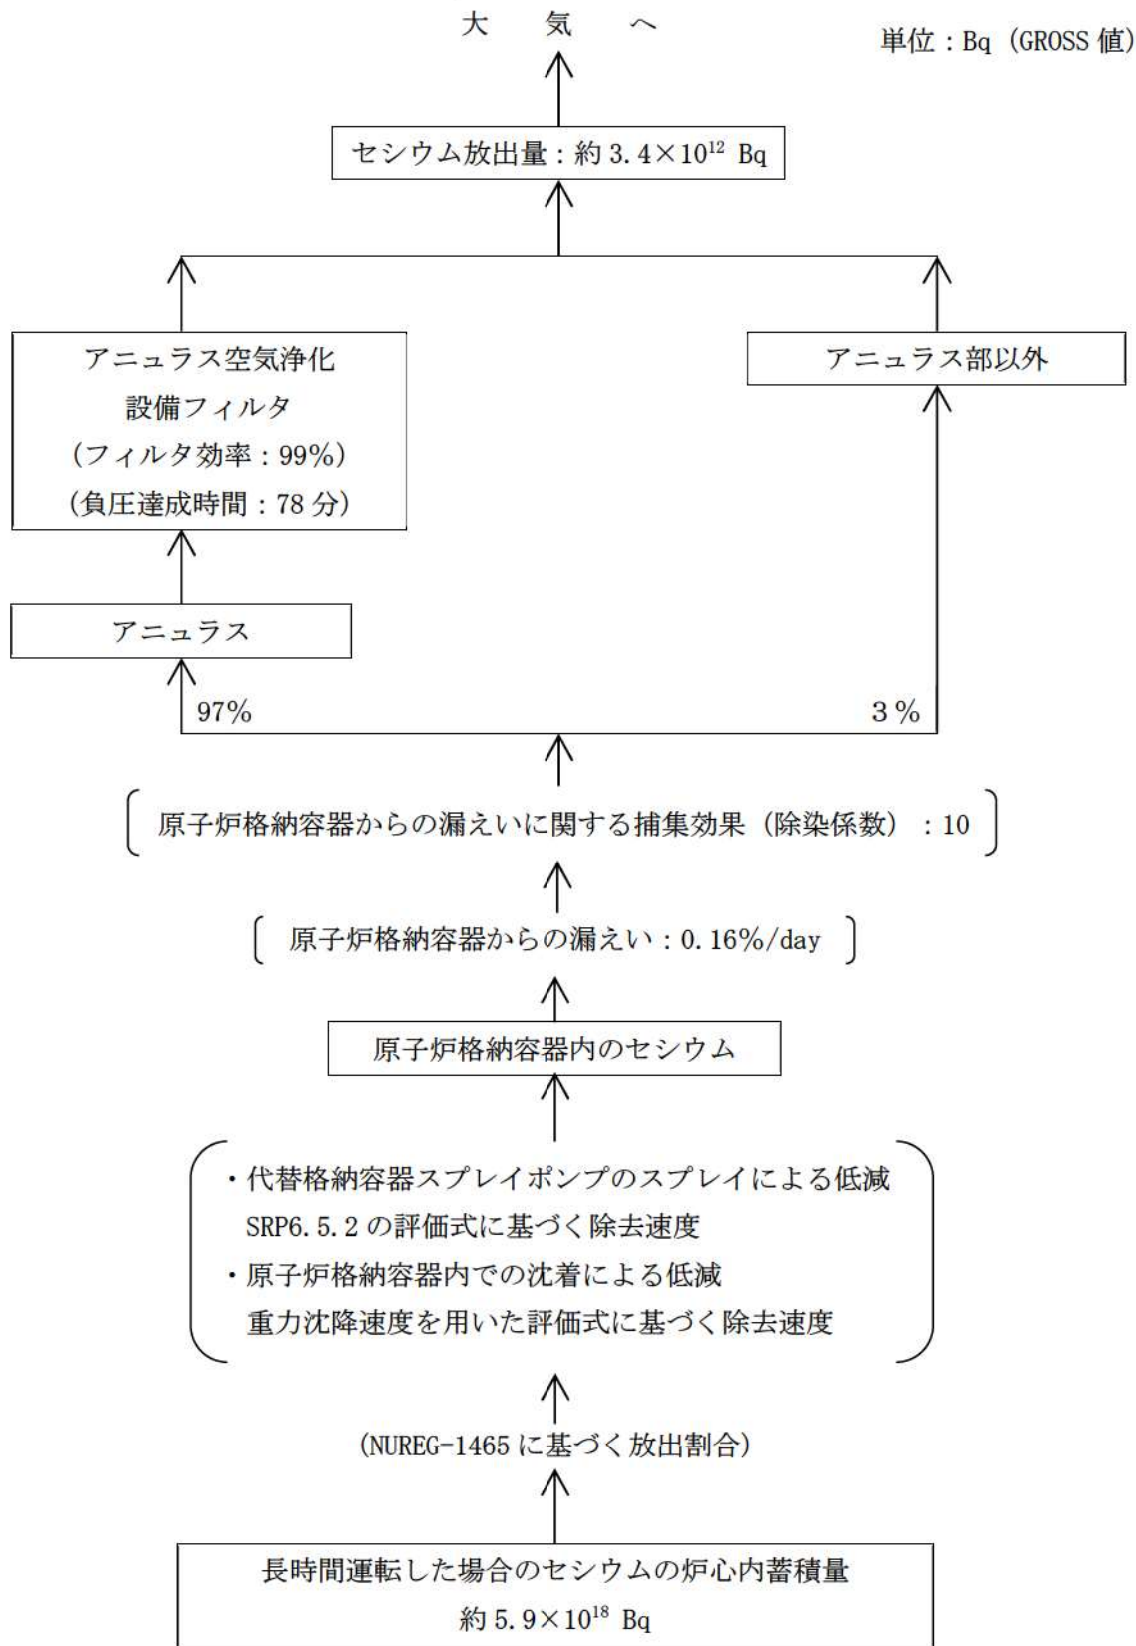 大気へ
単位：Bq（GROSS 値）
セシウム放出量：約 3.4×10¹² Bq
アニュラス空気浄化
設備フィルタ
（フィルタ効率：99%）
（負圧達成時間：78 分）
アニュラス部以外
アニュラス
97%
３%
原子炉格納容器からの漏えいに関する捕集効果（除染係数）：10
原子炉格納容器からの漏えい：0.16%/day
原子炉格納容器内のセシウム
・代替格納容器スプレイポンプのスプレイによる低減
SRP6.5.2 の評価式に基づく除去速度
・原子炉格納容器内での沈着による低減
重力沈降速度を用いた評価式に基づく除去速度
（NUREG-1465 に基づく放出割合）
長時間運転した場合のセシウムの炉心内蓄積量
約 5.9×10¹⁸ Bq